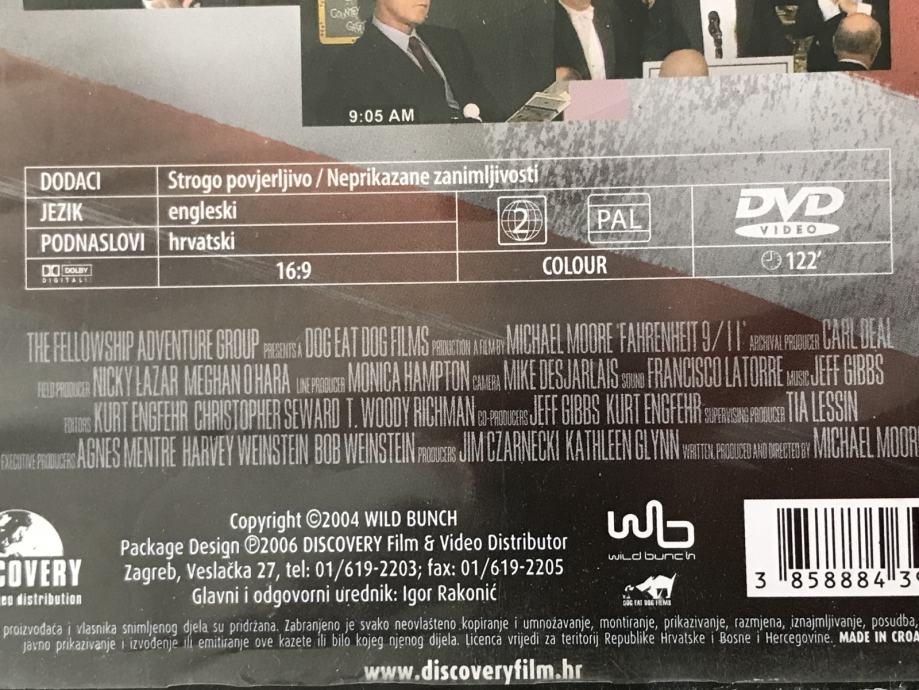 COUNTRY
9:05 AM
DODACI Strogo povjerljivo / Neprikazane zanimljivosti
JEZIK engleski
PODNASLOVI hrvatski
2 PAL
DVD VIDEO
DOLBY DIGITAL 16:9 COLOUR 122'
THE FELLOWSHIP ADVENTURE GROUP PRESENTS A DOG EAT DOG FILMS PRODUCTION A FILM BY MICHAEL MOORE 'FAHRENHEIT 9/11' ARCHIVAL PRODUCER CARL DEAL
FIELD PRODUCER NICKY LAZAR MEGHAN O'HARA LINE PRODUCER MONICA HAMPTON CAMERA MIKE DESJARLAIS SOUND FRANCISCO LATORRE MUSIC JEFF GIBBS
EDITORS KURT ENGFEHR CHRISTOPHER SEWARD T. WOODY RICHMAN CO-PRODUCERS JEFF GIBBS KURT ENGFEHR SUPERVISING PRODUCER TIA LESSIN
EXECUTIVE PRODUCERS AGNES MENTRE HARVEY WEINSTEIN BOB WEINSTEIN PRODUCERS JIM CZARNECKI KATHLEEN GLYNN WRITTEN, PRODUCED AND DIRECTED BY MICHAEL MOOR
Copyright ©2004 WILD BUNCH
Package Design ℗2006 DISCOVERY Film & Video Distributor
Zagreb, Veslačka 27, tel: 01/619-2203; fax: 01/619-2205
Glavni i odgovorni urednik: Igor Rakonić
COVERY
eo distribution
wb
wild bunch
DOG EAT DOG FILMS
3 858884 39
proizvođača i vlasnika snimljenog djela su pridržana. Zabranjeno je svako neovlašteno kopiranje i umnožavanje, montiranje, prikazivanje, razmjena, iznajmljivanje, posudba,
javno prikazivanje i izvođenje ili emitiranje ove kazete ili bilo kojeg njenog dijela. Licenca vrijedi za teritorij Republike Hrvatske i Bosne i Hercegovine. MADE IN CROA
www.discoveryfilm.hr